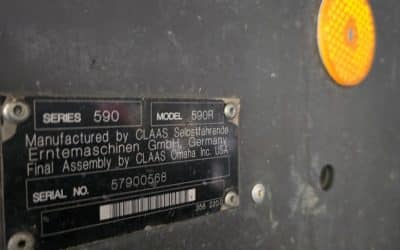 SERIES 590 MODEL 590R
Manufactured by CLAAS Selbstfahrende
Erntemaschinen GmbH, Germany
Final Assembly by CLAAS Omaha Inc. USA
SERIAL NO. 57900568